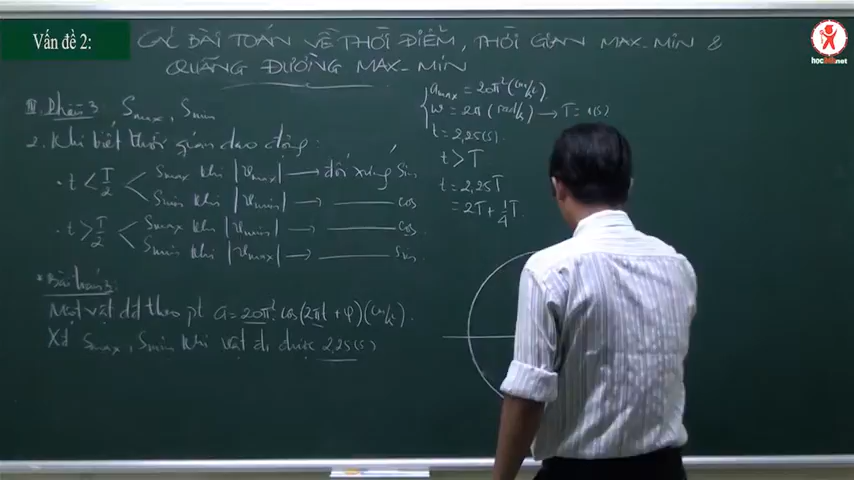 Vấn đề 2:
CÁC BÀI TOÁN VỀ THỜI ĐIỂM, THỜI GIAN MAX-MIN &
QUÃNG ĐƯỜNG MAX-MIN
hoc247.net
III. Phần 3 Smax, Smin
2. Khi biết thời gian dao động:
• t < T/2 Smax khi |vmax| → đối xứng Sin
Smin khi |vmin| → cos
• t > T/2 Smax khi |vmin| → cos
Smin khi |vmax| → Sin
* Bài toán 3:
Một vật dđ theo pt a = 20π² cos(2πt + φ) (cm/s²).
Xđ Smax, Smin khi vật đi được 2,25(s)
amax = 20π² (cm/s²)
ω = 2π (rad/s) → T = 1(s)
t = 2,25(s).
t > T
t = 2,25T
= 2T + 1/4 T.